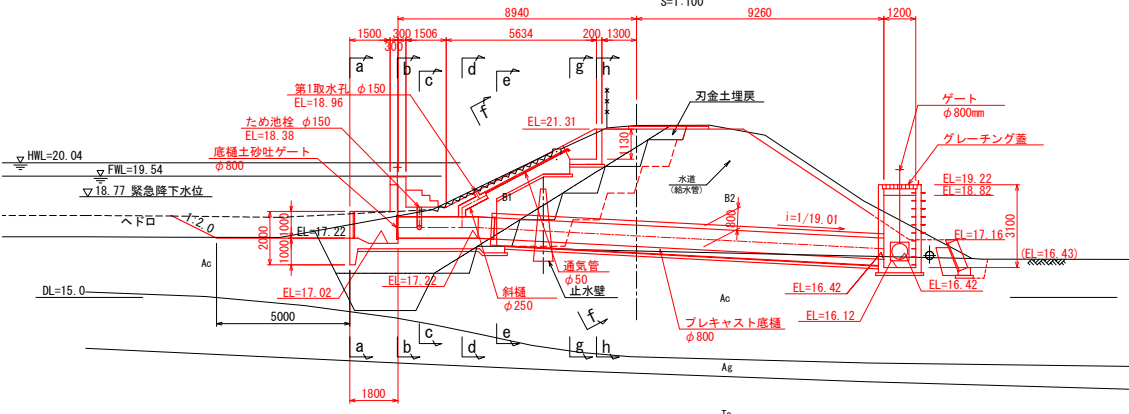 S=1:100
8940
9260
1200
1500
300
1506
5634
200
1300
300
a
b
c
d
e
f
g
h
第1取水孔 φ150
EL=18.96
ため池栓 φ150
EL=18.38
底樋土砂吐ゲート
φ800
EL=21.31
1130
刃金土埋戻
ゲート
φ800mm
グレーチング蓋
HWL=20.04
FWL=19.54
18.77 緊急降下水位
水道
(給水管)
EL=19.22
EL=18.82
B1
B2
800
i=1/19.01
3100
ヘドロ
1:2.0
2000
1000
1000
EL=17.22
EL=17.16
(EL=16.43)
Ac
EL=17.02
EL=17.22
通気管
φ50
斜樋
φ250
止水壁
EL=16.42
EL=16.42
EL=16.12
Ac
DL=15.0
5000
プレキャスト底樋
φ800
f
a
b
c
d
e
g
h
Ag
1800